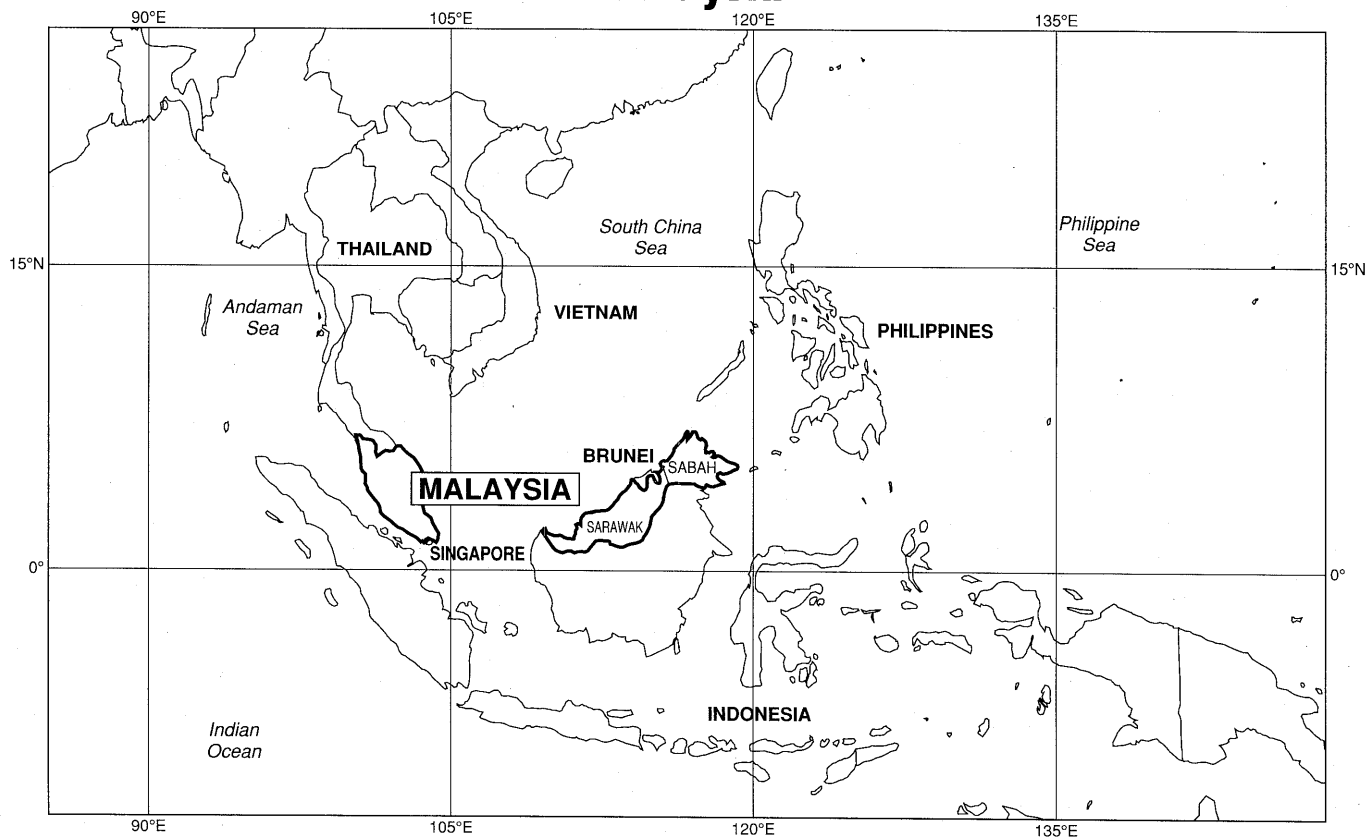 90°E
105°E
120°E
135°E
South China
Sea
Philippine
Sea
THAILAND
15°N
15°N
Andaman
Sea
VIETNAM
PHILIPPINES
BRUNEI
SABAH
MALAYSIA
SARAWAK
SINGAPORE
0°
0°
INDONESIA
Indian
Ocean
90°E
105°E
120°E
135°E